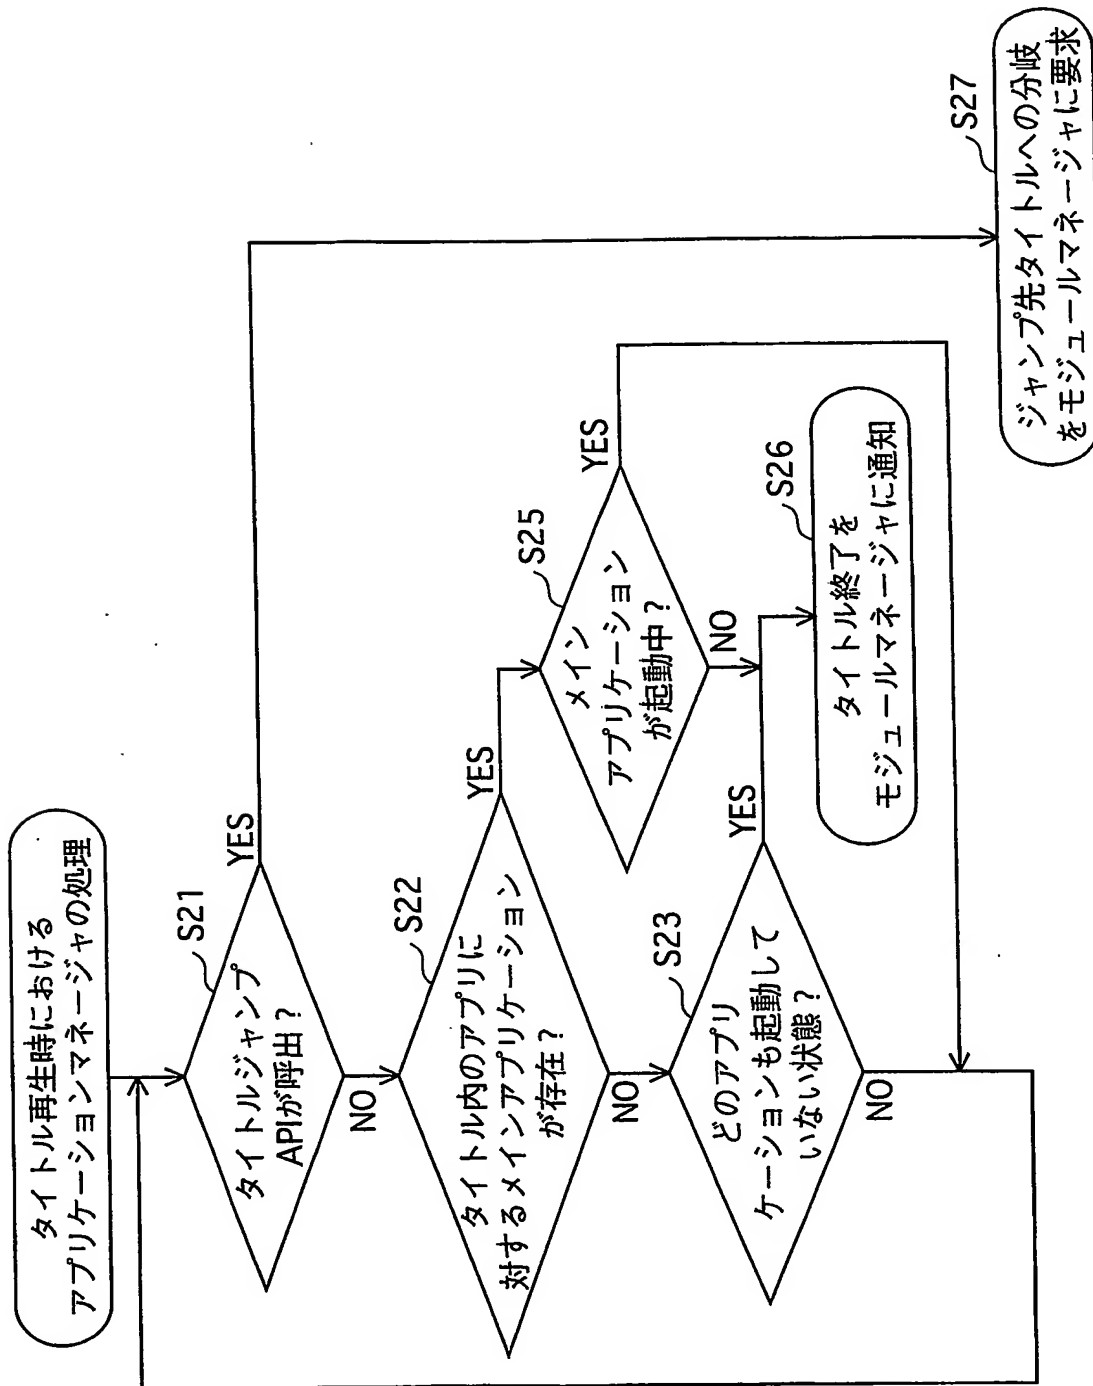 タイトル再生時における
アプリケーションマネージャの処理
S21
タイトルジャンプ
APIが呼出？
YES
NO
S22
タイトル内のアプリに
対するメインアプリケーション
が存在？
YES
NO
S25
メイン
アプリケーション
が起動中？
YES
NO
S23
どのアプリ
ケーションも起動して
いない状態？
YES
NO
S26
タイトル終了を
モジュールマネージャに通知
S27
ジャンプ先タイトルへの分岐
をモジュールマネージャに要求